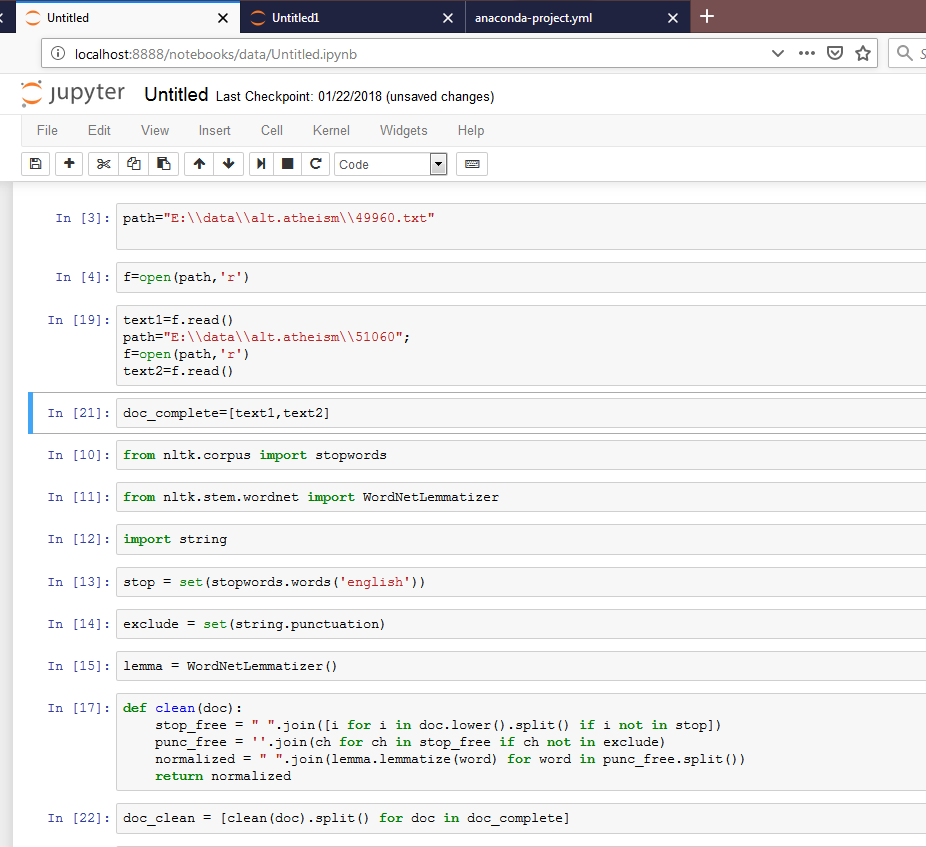 Untitled
Untitled1
anaconda-project.yml
localhost:8888/notebooks/data/Untitled.ipynb
jupyter Untitled Last Checkpoint: 01/22/2018 (unsaved changes)
File Edit View Insert Cell Kernel Widgets Help
Code
In [3]: path="E:\\data\\alt.atheism\\49960.txt"
In [4]: f=open(path,'r')
In [19]: text1=f.read()
path="E:\\data\\alt.atheism\\51060";
f=open(path,'r')
text2=f.read()
In [21]: doc_complete=[text1,text2]
In [10]: from nltk.corpus import stopwords
In [11]: from nltk.stem.wordnet import WordNetLemmatizer
In [12]: import string
In [13]: stop = set(stopwords.words('english'))
In [14]: exclude = set(string.punctuation)
In [15]: lemma = WordNetLemmatizer()
In [17]: def clean(doc):
    stop_free = " ".join([i for i in doc.lower().split() if i not in stop])
    punc_free = ''.join(ch for ch in stop_free if ch not in exclude)
    normalized = " ".join(lemma.lemmatize(word) for word in punc_free.split())
    return normalized
In [22]: doc_clean = [clean(doc).split() for doc in doc_complete]